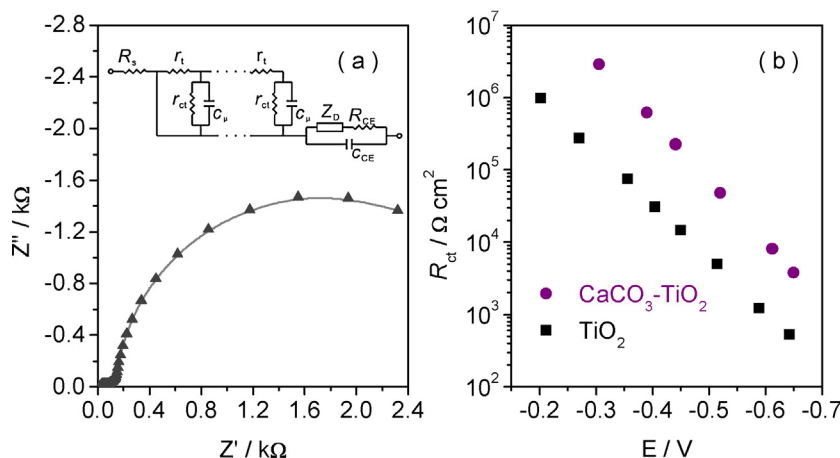 ( a )
-2.8
-2.4
-2.0
-1.6
-1.2
-0.8
-0.4
0.0
Z'' / kΩ
R_s r_t r_t
r_ct c_μ r_ct c_μ Z_D R_CE
c_CE
0.0 0.4 0.8 1.2 1.6 2.0 2.4
Z' / kΩ
( b )
10^7
10^6
10^5
10^4
10^3
10^2
R_ct / Ω cm^2
CaCO_3-TiO_2
TiO_2
-0.2 -0.3 -0.4 -0.5 -0.6 -0.7
E / V